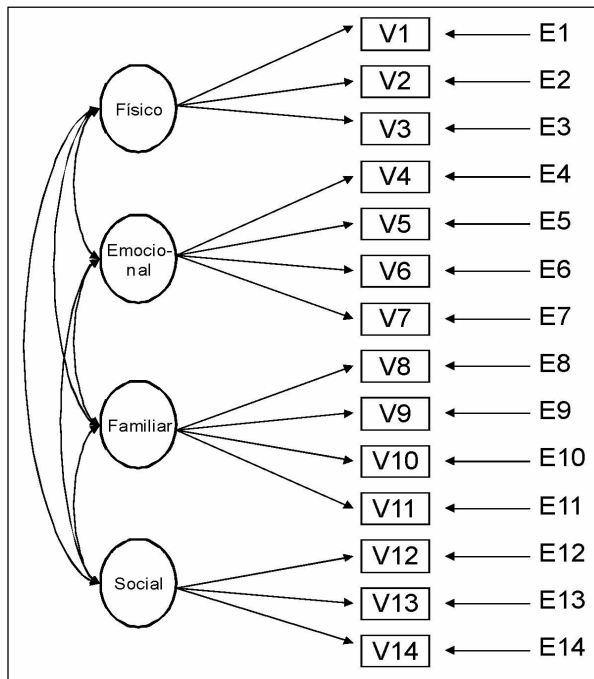 V1 E1
V2 E2
Físico
V3 E3
V4 E4
V5 E5
Emocio-
nal
V6 E6
V7 E7
V8 E8
V9 E9
Familiar
V10 E10
V11 E11
V12 E12
Social
V13 E13
V14 E14